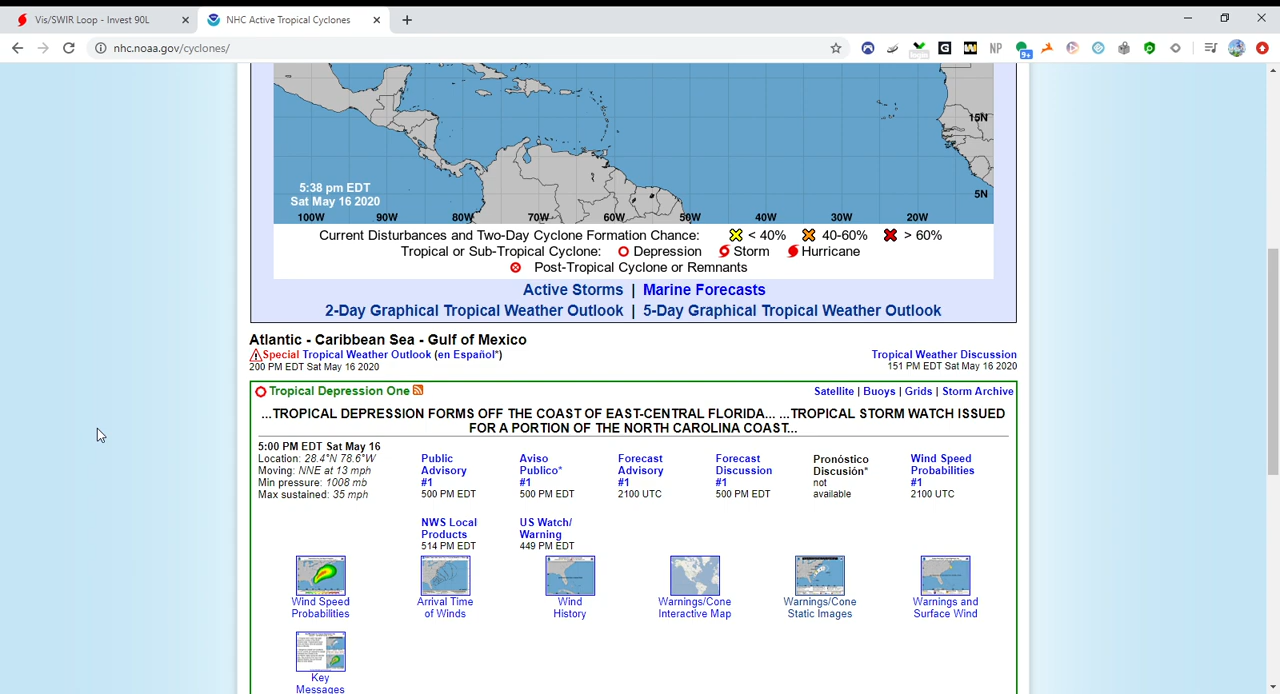 Vis/SWIR Loop - Invest 90L
NHC Active Tropical Cyclones
nhc.noaa.gov/cyclones/
G
NP
9+
15N
5N
5:38 pm EDT
Sat May 16 2020
100W 90W 80W 70W 60W 50W 40W 30W 20W
Current Disturbances and Two-Day Cyclone Formation Chance: < 40% 40-60% > 60%
Tropical or Sub-Tropical Cyclone: Depression Storm Hurricane
Post-Tropical Cyclone or Remnants
Active Storms | Marine Forecasts
2-Day Graphical Tropical Weather Outlook | 5-Day Graphical Tropical Weather Outlook
Atlantic - Caribbean Sea - Gulf of Mexico
Special Tropical Weather Outlook (en Español*)
200 PM EDT Sat May 16 2020
Tropical Weather Discussion
151 PM EDT Sat May 16 2020
Tropical Depression One
Satellite | Buoys | Grids | Storm Archive
...TROPICAL DEPRESSION FORMS OFF THE COAST OF EAST-CENTRAL FLORIDA... ...TROPICAL STORM WATCH ISSUED
FOR A PORTION OF THE NORTH CAROLINA COAST...
5:00 PM EDT Sat May 16
Location: 28.4°N 78.6°W
Moving: NNE at 13 mph
Min pressure: 1008 mb
Max sustained: 35 mph
Public
Advisory
#1
500 PM EDT
Aviso
Publico*
#1
500 PM EDT
Forecast
Advisory
#1
2100 UTC
Forecast
Discussion
#1
500 PM EDT
Pronóstico
Discusión*
not
available
Wind Speed
Probabilities
#1
2100 UTC
NWS Local
Products
514 PM EDT
US Watch/
Warning
449 PM EDT
Wind Speed
Probabilities
Arrival Time
of Winds
Wind
History
Warnings/Cone
Interactive Map
Warnings/Cone
Static Images
Warnings and
Surface Wind
Key
Messages